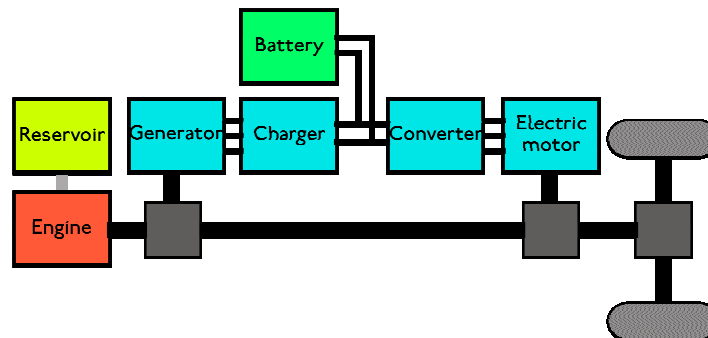 Battery
Reservoir
Generator
Charger
Converter
Electric
motor
Engine